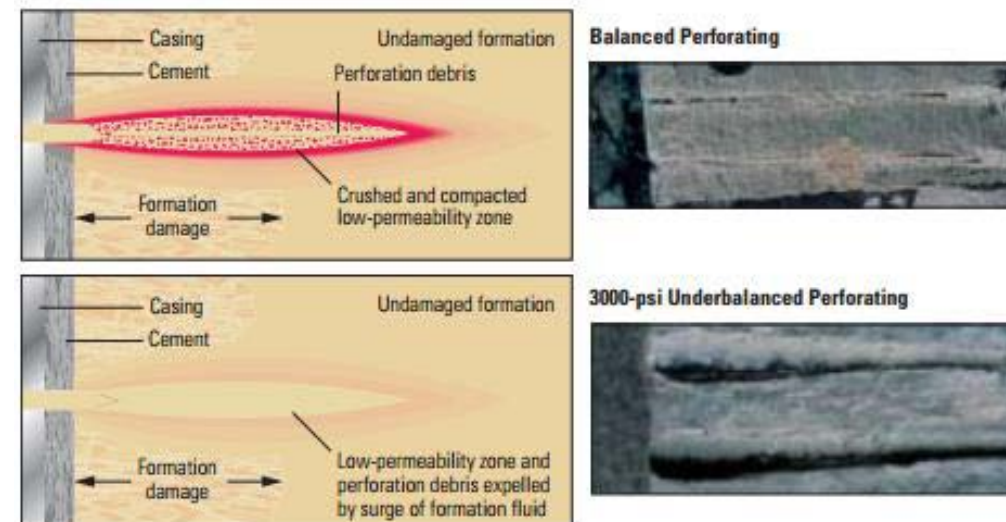 Casing
Cement
Undamaged formation
Perforation debris
Formation
damage
Crushed and compacted
low-permeability zone
Balanced Perforating
Casing
Cement
Undamaged formation
Formation
damage
Low-permeability zone and
perforation debris expelled
by surge of formation fluid
3000-psi Underbalanced Perforating